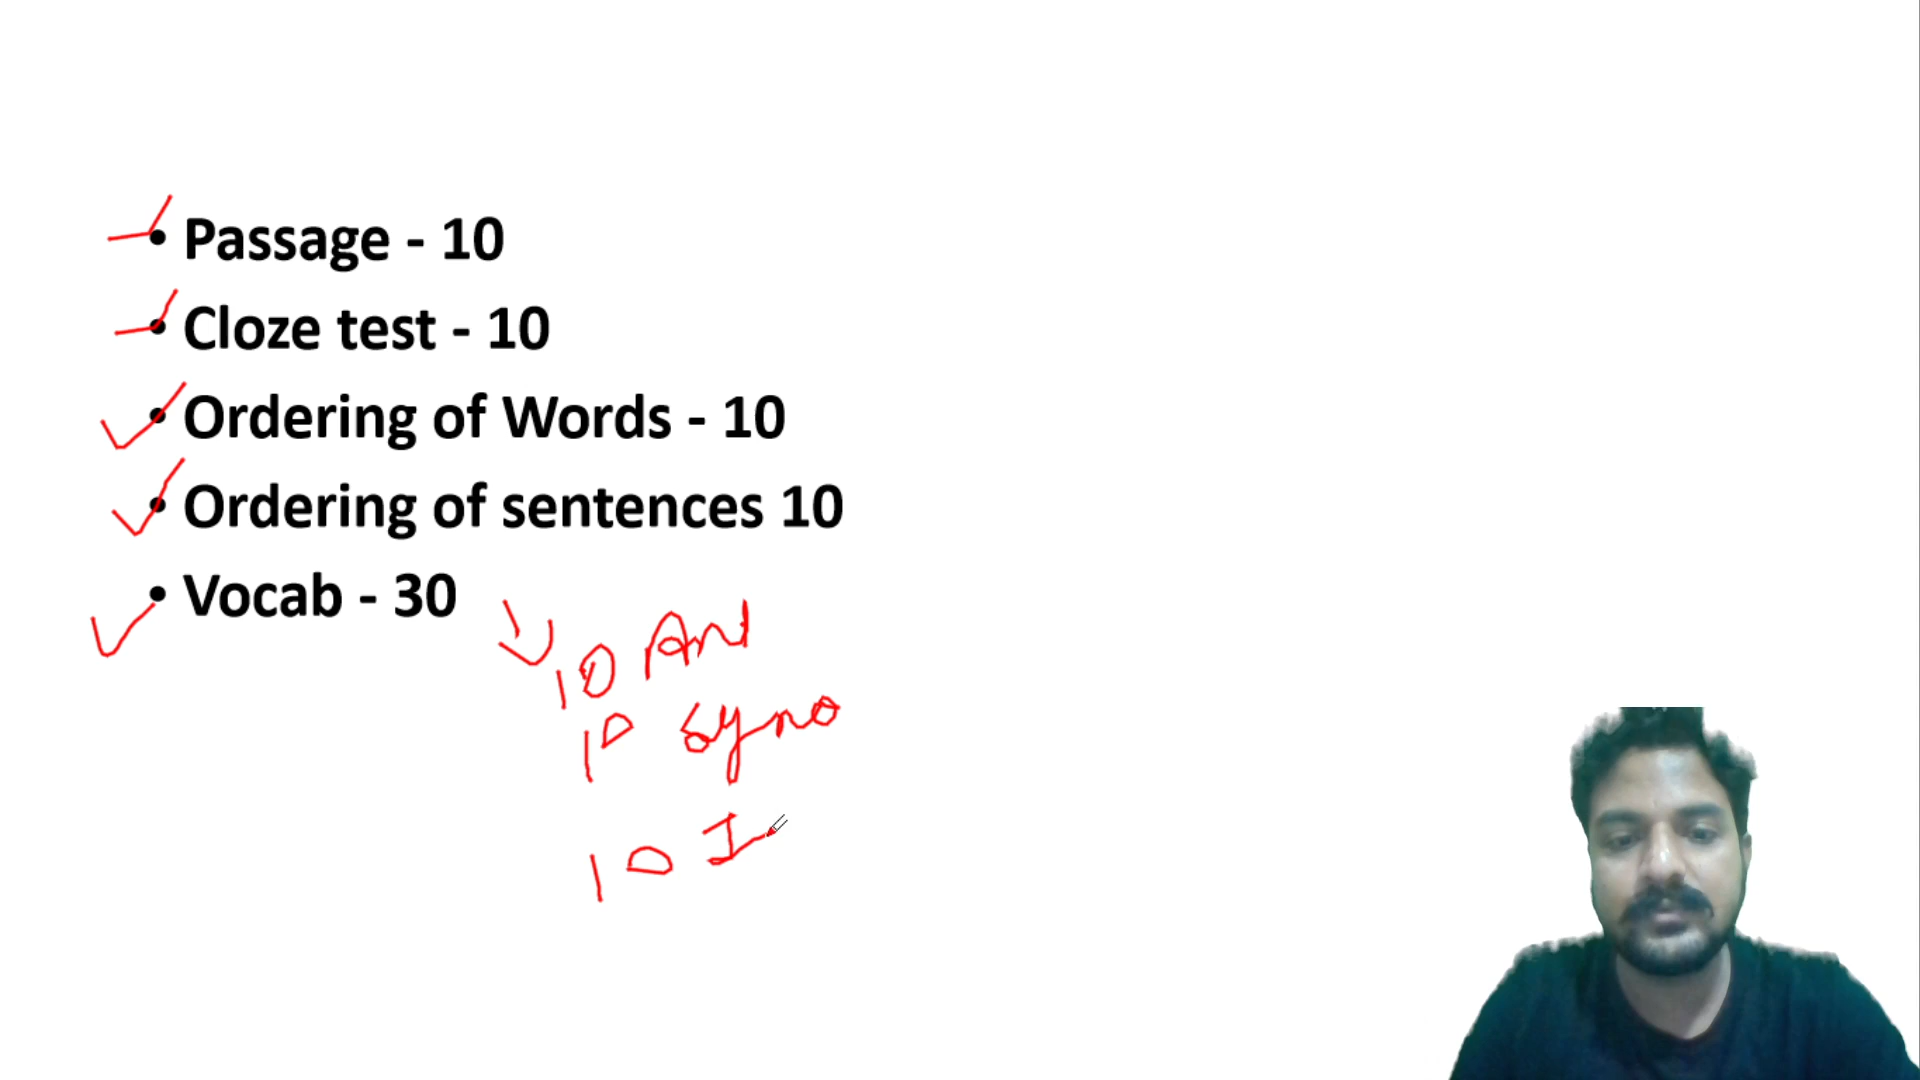 • Passage - 10
• Cloze test - 10
• Ordering of Words - 10
• Ordering of sentences 10
• Vocab - 30
10 Ant
10 Syno
10 I